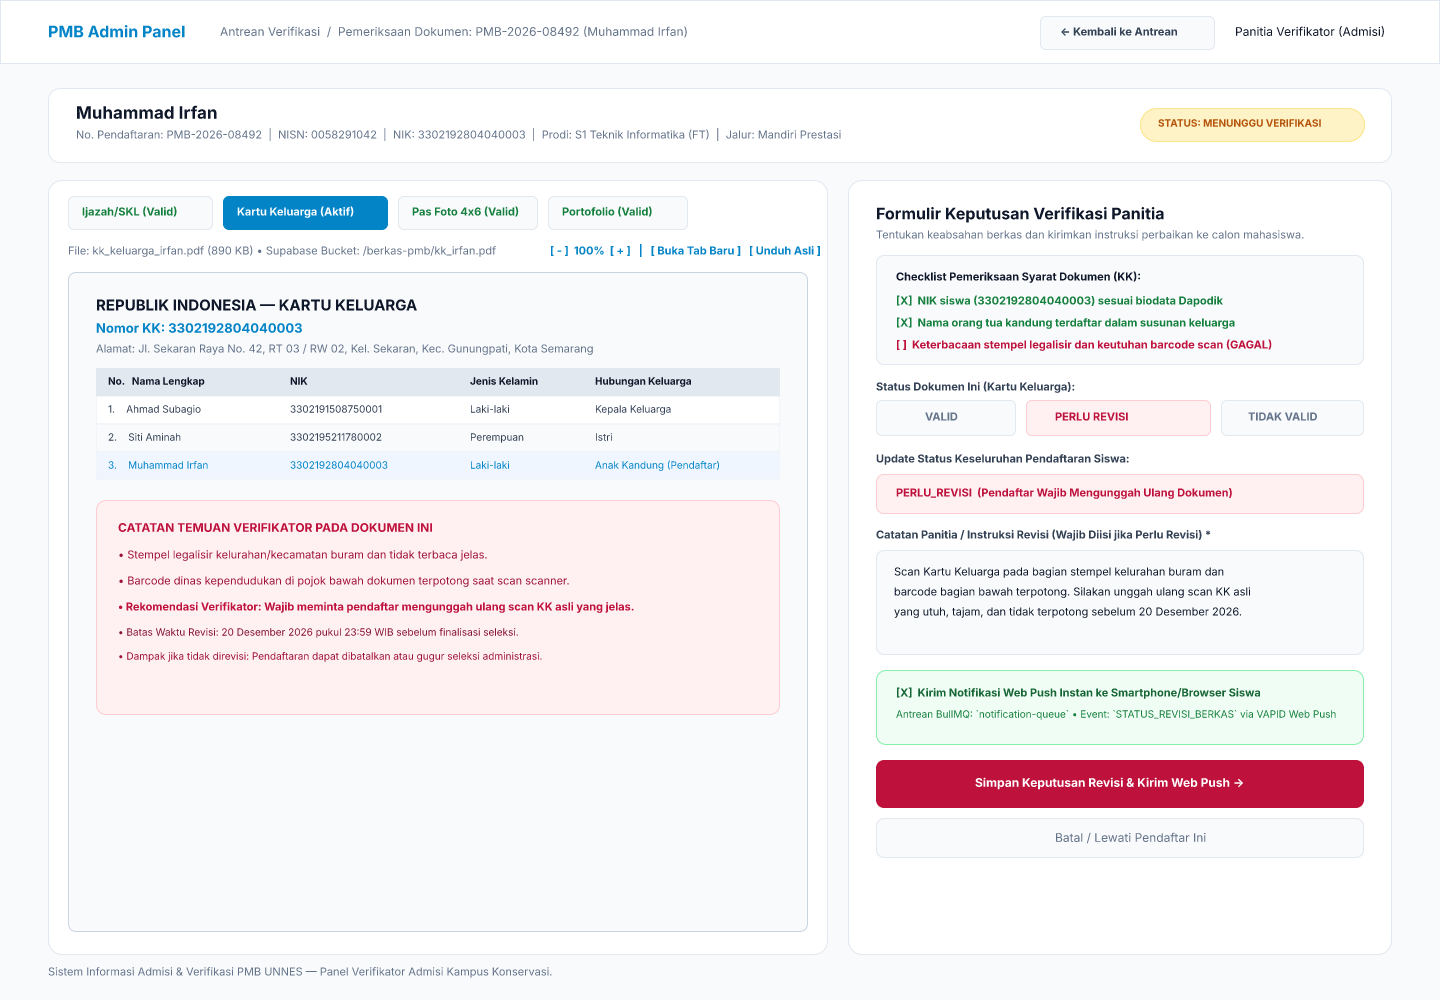 PMB Admin Panel
Antrean Verifikasi / Pemeriksaan Dokumen: PMB-2026-08492 (Muhammad Irfan)
← Kembali ke Antrean
Panitia Verifikator (Admisi)
Muhammad Irfan
No. Pendaftaran: PMB-2026-08492 | NISN: 0058291042 | NIK: 3302192804040003 | Prodi: S1 Teknik Informatika (FT) | Jalur: Mandiri Prestasi
STATUS: MENUNGGU VERIFIKASI
Ijazah/SKL (Valid)
Kartu Keluarga (Aktif)
Pas Foto 4x6 (Valid)
Portofolio (Valid)
File: kk_keluarga_irfan.pdf (890 KB) • Supabase Bucket: /berkas-pmb/kk_irfan.pdf
[ - ] 100% [ + ] | [ Buka Tab Baru ] [ Unduh Asli ]
REPUBLIK INDONESIA — KARTU KELUARGA
Nomor KK: 3302192804040003
Alamat: Jl. Sekaran Raya No. 42, RT 03 / RW 02, Kel. Sekaran, Kec. Gunungpati, Kota Semarang
No. Nama Lengkap NIK Jenis Kelamin Hubungan Keluarga
1. Ahmad Subagio 3302191508750001 Laki-laki Kepala Keluarga
2. Siti Aminah 3302195211780002 Perempuan Istri
3. Muhammad Irfan 3302192804040003 Laki-laki Anak Kandung (Pendaftar)
CATATAN TEMUAN VERIFIKATOR PADA DOKUMEN INI
• Stempel legalisir kelurahan/kecamatan buram dan tidak terbaca jelas.
• Barcode dinas kependudukan di pojok bawah dokumen terpotong saat scan scanner.
• Rekomendasi Verifikator: Wajib meminta pendaftar mengunggah ulang scan KK asli yang jelas.
• Batas Waktu Revisi: 20 Desember 2026 pukul 23:59 WIB sebelum finalisasi seleksi.
• Dampak jika tidak direvisi: Pendaftaran dapat dibatalkan atau gugur seleksi administrasi.
Formulir Keputusan Verifikasi Panitia
Tentukan keabsahan berkas dan kirimkan instruksi perbaikan ke calon mahasiswa.
Checklist Pemeriksaan Syarat Dokumen (KK):
[X] NIK siswa (3302192804040003) sesuai biodata Dapodik
[X] Nama orang tua kandung terdaftar dalam susunan keluarga
[ ] Keterbacaan stempel legalisir dan keutuhan barcode scan (GAGAL)
Status Dokumen Ini (Kartu Keluarga):
VALID
PERLU REVISI
TIDAK VALID
Update Status Keseluruhan Pendaftaran Siswa:
PERLU_REVISI (Pendaftar Wajib Mengunggah Ulang Dokumen)
Catatan Panitia / Instruksi Revisi (Wajib Diisi jika Perlu Revisi) *
Scan Kartu Keluarga pada bagian stempel kelurahan buram dan
barcode bagian bawah terpotong. Silakan unggah ulang scan KK asli
yang utuh, tajam, dan tidak terpotong sebelum 20 Desember 2026.
[X] Kirim Notifikasi Web Push Instan ke Smartphone/Browser Siswa
Antrean BullMQ: `notification-queue` • Event: `STATUS_REVISI_BERKAS` via VAPID Web Push
Simpan Keputusan Revisi & Kirim Web Push →
Batal / Lewati Pendaftar Ini
Sistem Informasi Admisi & Verifikasi PMB UNNES — Panel Verifikator Admisi Kampus Konservasi.